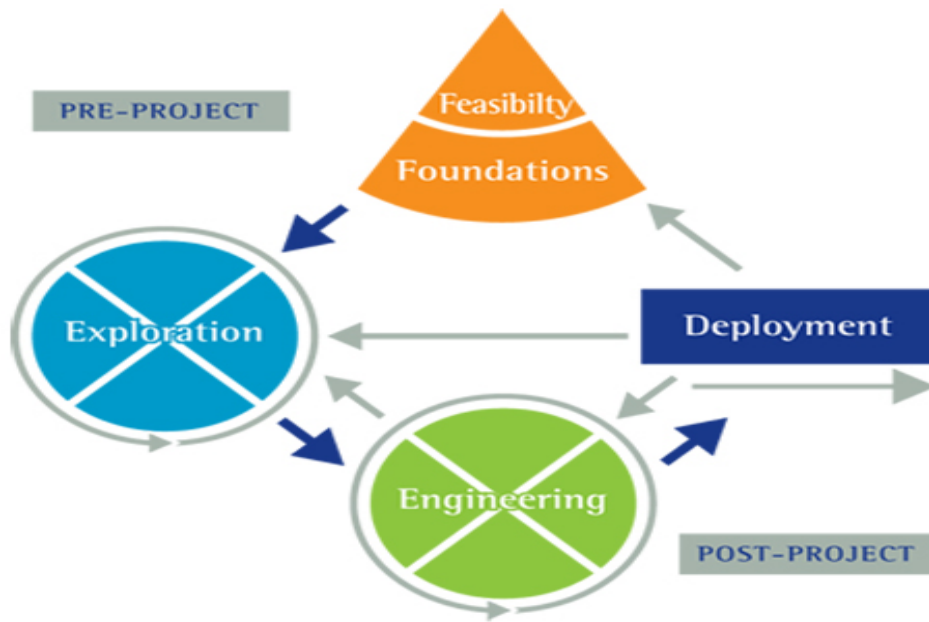 Feasibilty
PRE-PROJECT
Foundations
Exploration
Deployment
Engineering
POST-PROJECT